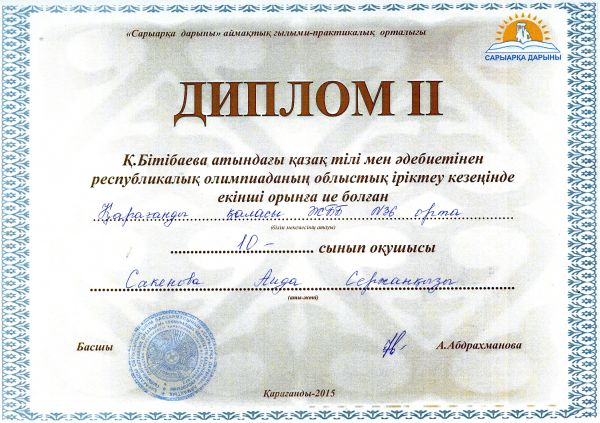 «Сарыарқа дарыны» аймақтық ғылыми-практикалық орталығы
САРЫАРҚА ДАРЫНЫ
ДИПЛОМ II
Қ.Бітібаева атындағы қазақ тілі мен әдебиетінен
республикалық олимпиаданың облыстық іріктеу кезеңінде
екінші орынға ие болған
Қарағанды қаласы ЖББ №36 орта
(білім мекемесінің атауы)
10- сынып оқушысы
Сакенова Аида Сержанқызы
(аты-жөні)
Басшы
А.Абдрахманова
Қарағанды-2015